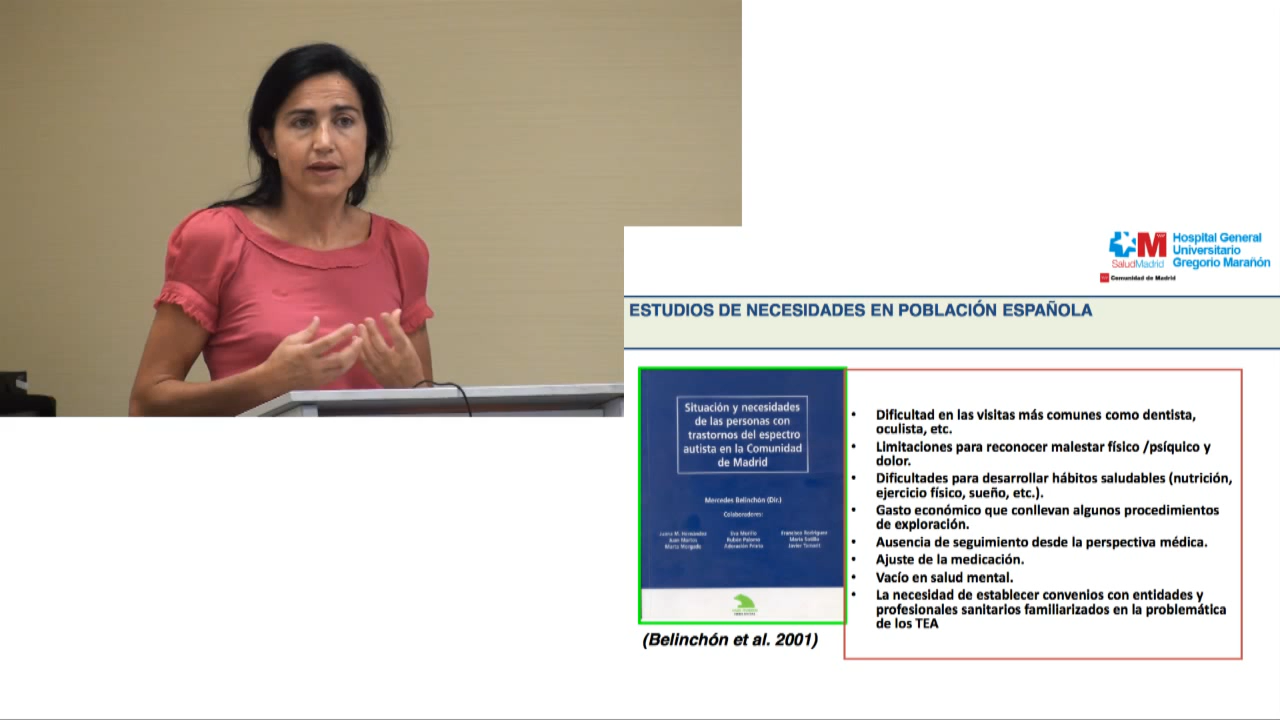 Hospital General
Universitario
Gregorio Marañón
SaludMadrid
Comunidad de Madrid
ESTUDIOS DE NECESIDADES EN POBLACIÓN ESPAÑOLA
Situación y necesidades
de las personas con
trastornos del espectro
autista en la Comunidad
de Madrid
Mercedes Belinchón (Dir.)
Colaboradores:
(Belinchón et al. 2001)
• Dificultad en las visitas más comunes como dentista,
oculista, etc.
• Limitaciones para reconocer malestar físico /psíquico y
dolor.
• Dificultades para desarrollar hábitos saludables (nutrición,
ejercicio físico, sueño, etc.).
• Gasto económico que conllevan algunos procedimientos
de exploración.
• Ausencia de seguimiento desde la perspectiva médica.
• Ajuste de la medicación.
• Vacío en salud mental.
• La necesidad de establecer convenios con entidades y
profesionales sanitarios familiarizados en la problemática
de los TEA